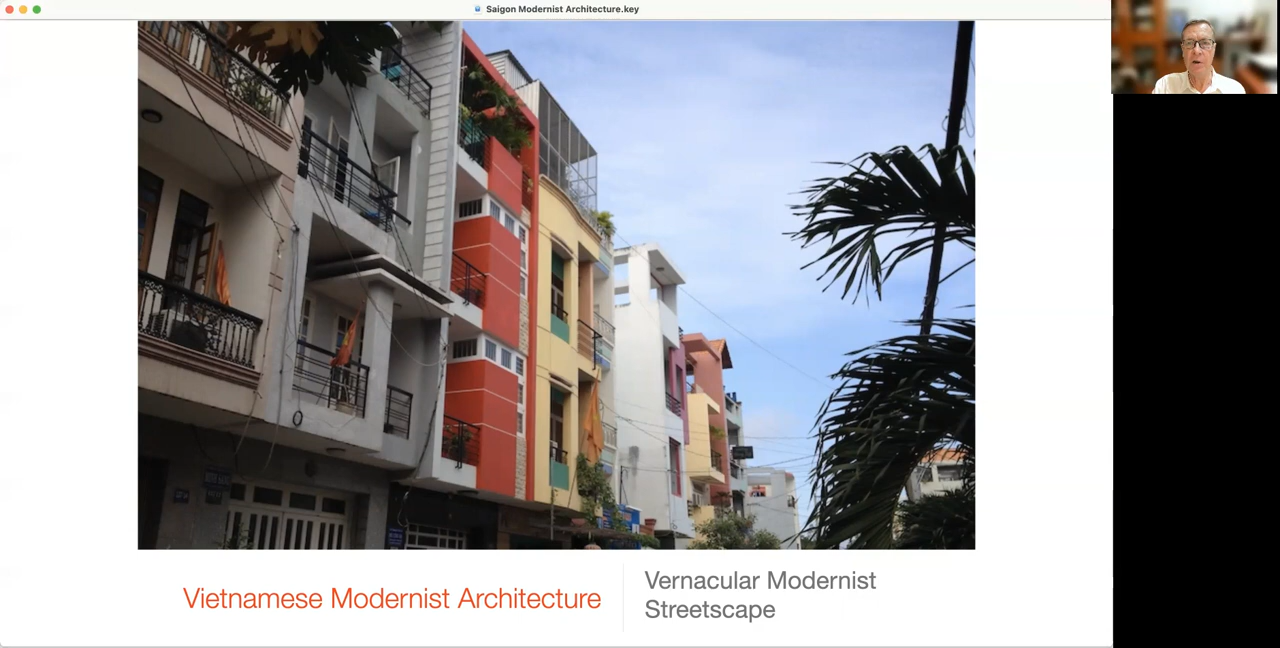 Saigon Modernist Architecture.key
Vietnamese Modernist Architecture
Vernacular Modernist
Streetscape